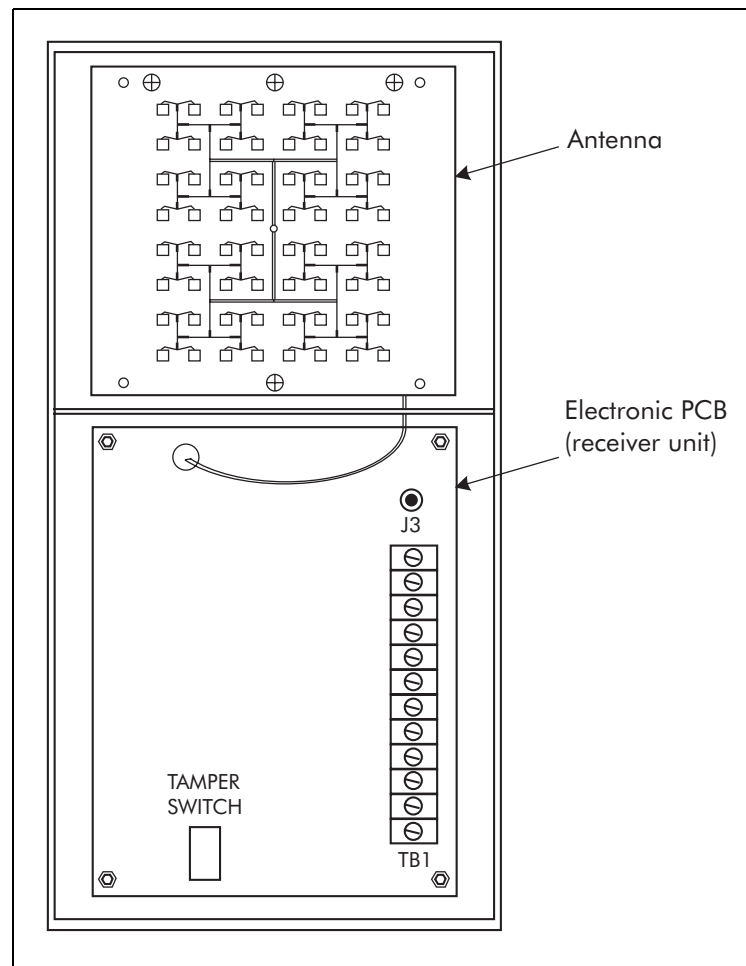 Antenna
Electronic PCB
(receiver unit)
J3
TAMPER
SWITCH
TB1